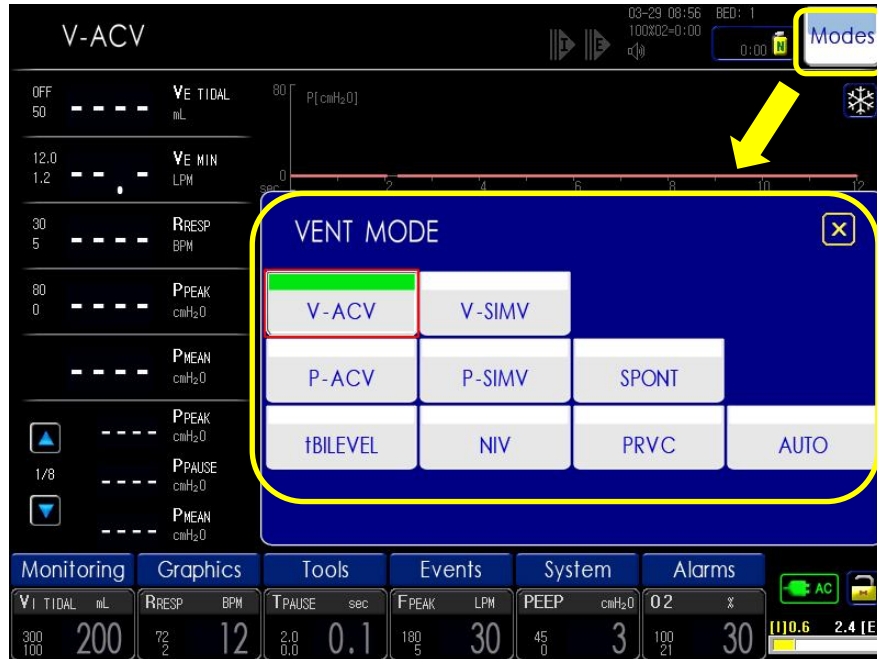 V-ACV
03-29 08:56 BED: 1
100%O2=0:00
0:00 N
Modes
OFF
50 ---- VE TIDAL
mL
12.0
1.2 --.- VE MIN
LPM
30
5 ---- RRESP
BPM
80
0 ---- PPEAK
cmH2O
---- PMEAN
cmH2O
---- PPEAK
cmH2O
1/8
---- PPAUSE
cmH2O
---- PMEAN
cmH2O
80 P[cmH2O]
0
sec 2 4 6 8 10 12
VENT MODE
V-ACV V-SIMV
P-ACV P-SIMV SPONT
tBILEVEL NIV PRVC AUTO
Monitoring Graphics Tools Events System Alarms
AC
VI TIDAL mL RRESP BPM TPAUSE sec FPEAK LPM PEEP cmH2O O2 %
300 100 200 72 2 12 2.0 0.0 0.1 180 5 30 45 0 3 100 21 30
[I]0.6 2.4 [E